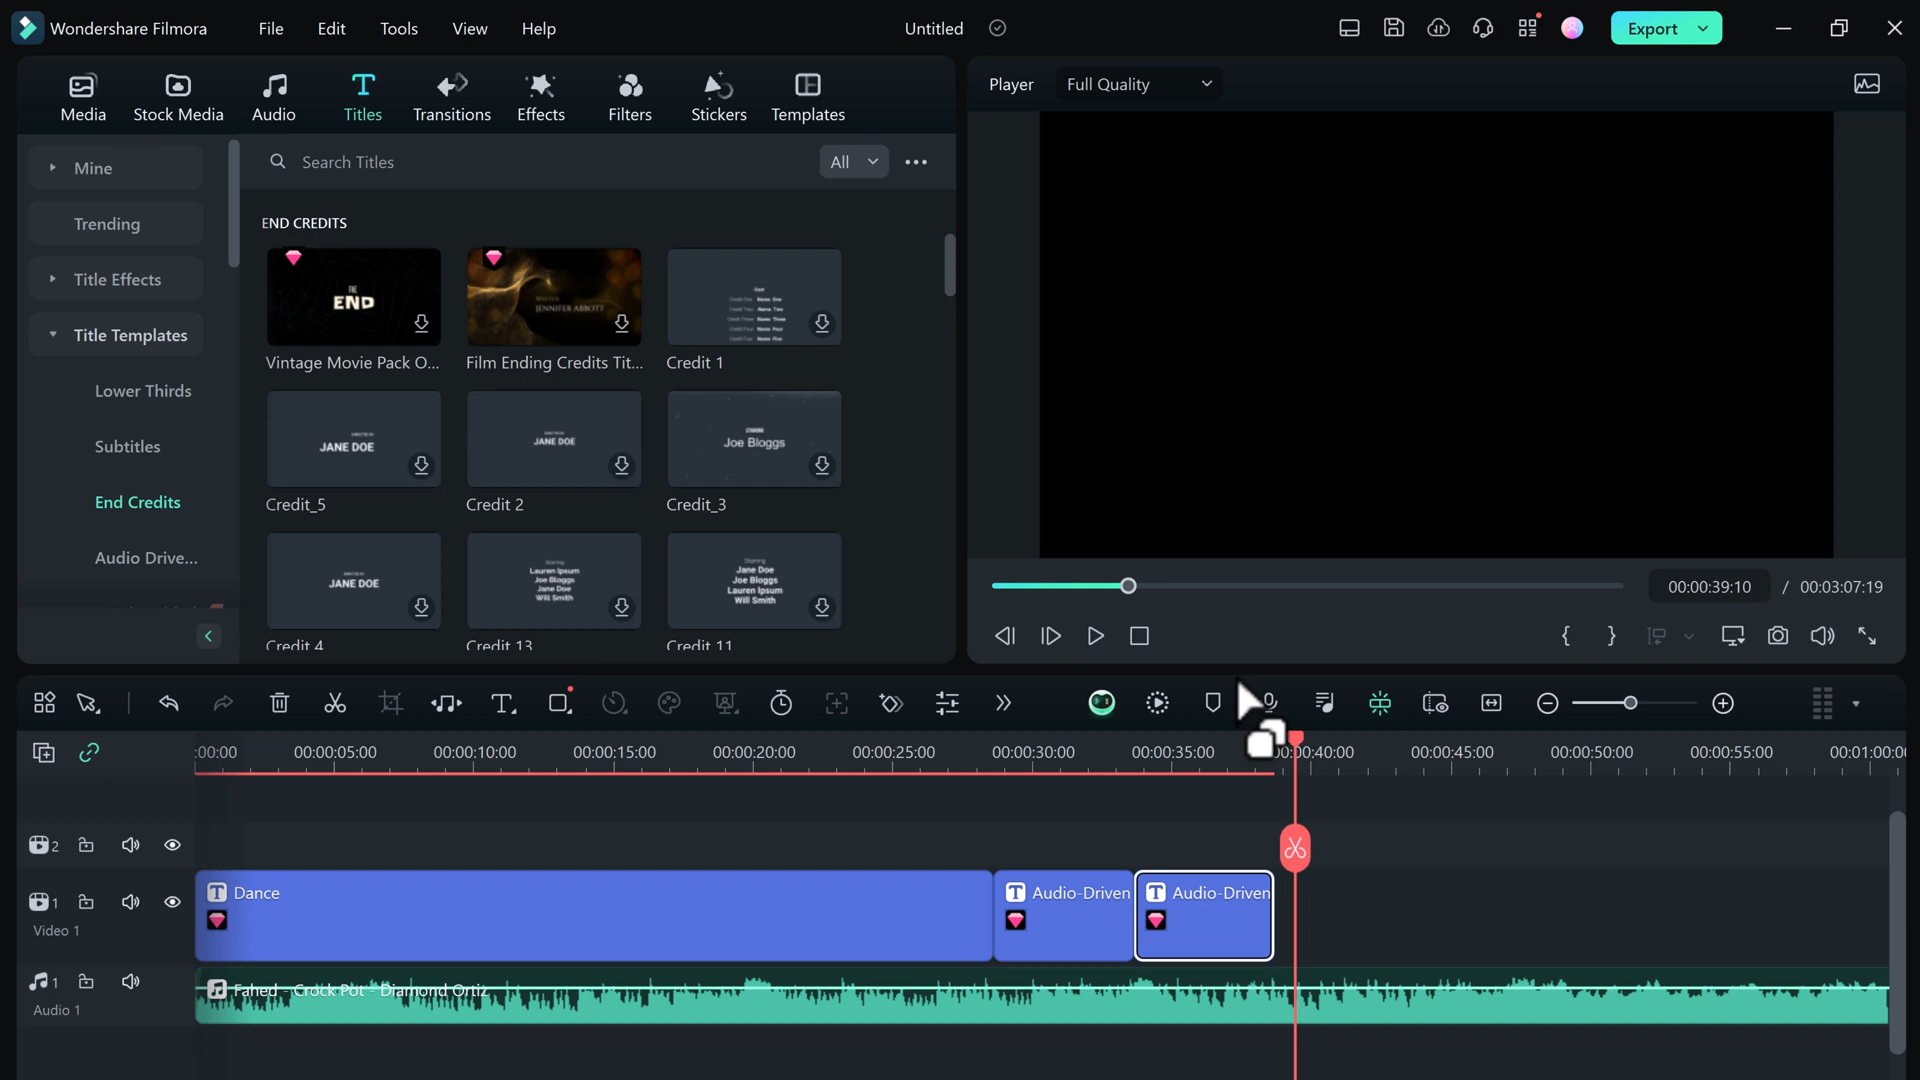 Wondershare Filmora
File
Edit
Tools
View
Help
Untitled
Export
Media
Stock Media
Audio
Titles
Transitions
Effects
Filters
Stickers
Templates
Player
Full Quality
Mine
Trending
Title Effects
Title Templates
Lower Thirds
Subtitles
End Credits
Audio Drive...
Search Titles
All
END CREDITS
THE
END
Vintage Movie Pack O...
JENNIFER ABBOTT
Film Ending Credits Tit...
Credit 1
JANE DOE
Credit_5
JANE DOE
Credit 2
Joe Bloggs
Credit_3
JANE DOE
Credit 4
Starring
Lauren Ipsum
Joe Bloggs
Jane Doe
Will Smith
Credit 13
Starring
Jane Doe
Joe Bloggs
Lauren Ipsum
Will Smith
Credit 11
00:00:39:10 / 00:03:07:19
:00:00
00:00:05:00
00:00:10:00
00:00:15:00
00:00:20:00
00:00:25:00
00:00:30:00
00:00:35:00
00:00:40:00
00:00:45:00
00:00:50:00
00:00:55:00
00:01:00:0
2
1
Video 1
Dance
Audio-Driven
Audio-Driven
1
Audio 1
Fahed - Crock Pot - Diamond Ortiz